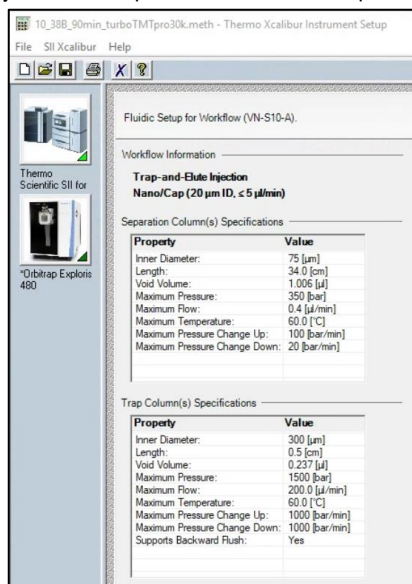 10_38B_90min_turboTMTpro30k.meth - Thermo Xcalibur Instrument Setup
File SII Xcalibur Help
Thermo
Scientific SII for
*Orbitrap Exploris
480
Fluidic Setup for Workflow (VN-S10-A).
Workflow Information
Trap-and-Elute Injection
Nano/Cap (20 µm ID, ≤ 5 µl/min)
Separation Column(s) Specifications
Property Value
Inner Diameter: 75 [µm]
Length: 34.0 [cm]
Void Volume: 1.006 [µl]
Maximum Pressure: 350 [bar]
Maximum Flow: 0.4 [µl/min]
Maximum Temperature: 60.0 [°C]
Maximum Pressure Change Up: 100 [bar/min]
Maximum Pressure Change Down: 20 [bar/min]
Trap Column(s) Specifications
Property Value
Inner Diameter: 300 [µm]
Length: 0.5 [cm]
Void Volume: 0.237 [µl]
Maximum Pressure: 1500 [bar]
Maximum Flow: 200.0 [µl/min]
Maximum Temperature: 60.0 [°C]
Maximum Pressure Change Up: 1000 [bar/min]
Maximum Pressure Change Down: 1000 [bar/min]
Supports Backward Flush: Yes